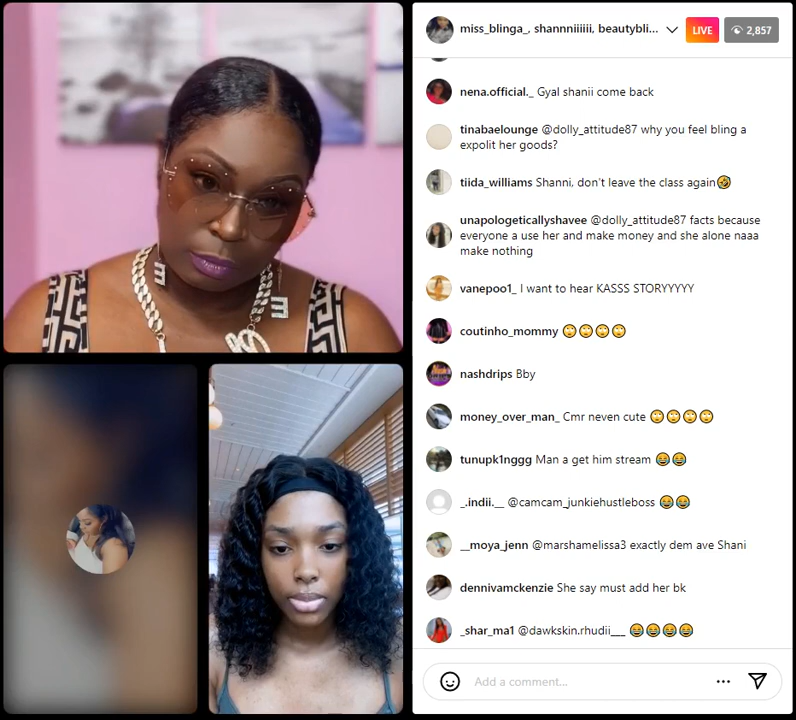 miss_blinga_, shannniiiiii, beautybli...
LIVE
2,857
nena.official._ Gyal shanii come back
tinabaelounge @dolly_attitude87 why you feel bling a
expolit her goods?
tiida_williams Shanni, don't leave the class again🤣
unapologeticallyshavee @dolly_attitude87 facts because
everyone a use her and make money and she alone naaa
make nothing
vanepoo1_ I want to hear KASSS STORYYYYY
coutinho_mommy 🙄🙄🙄🙄
nashdrips Bby
money_over_man_ Cmr neven cute 🙄🙄🙄🙄
tunupk1nggg Man a get him stream 😂😂
_.indii.__ @camcam_junkiehustleboss 😂😂
__moya_jenn @marshamelissa3 exactly dem ave Shani
dennivamckenzie She say must add her bk
_shar_ma1 @dawkskin.rhudii___ 😂😂😂😂
Add a comment...